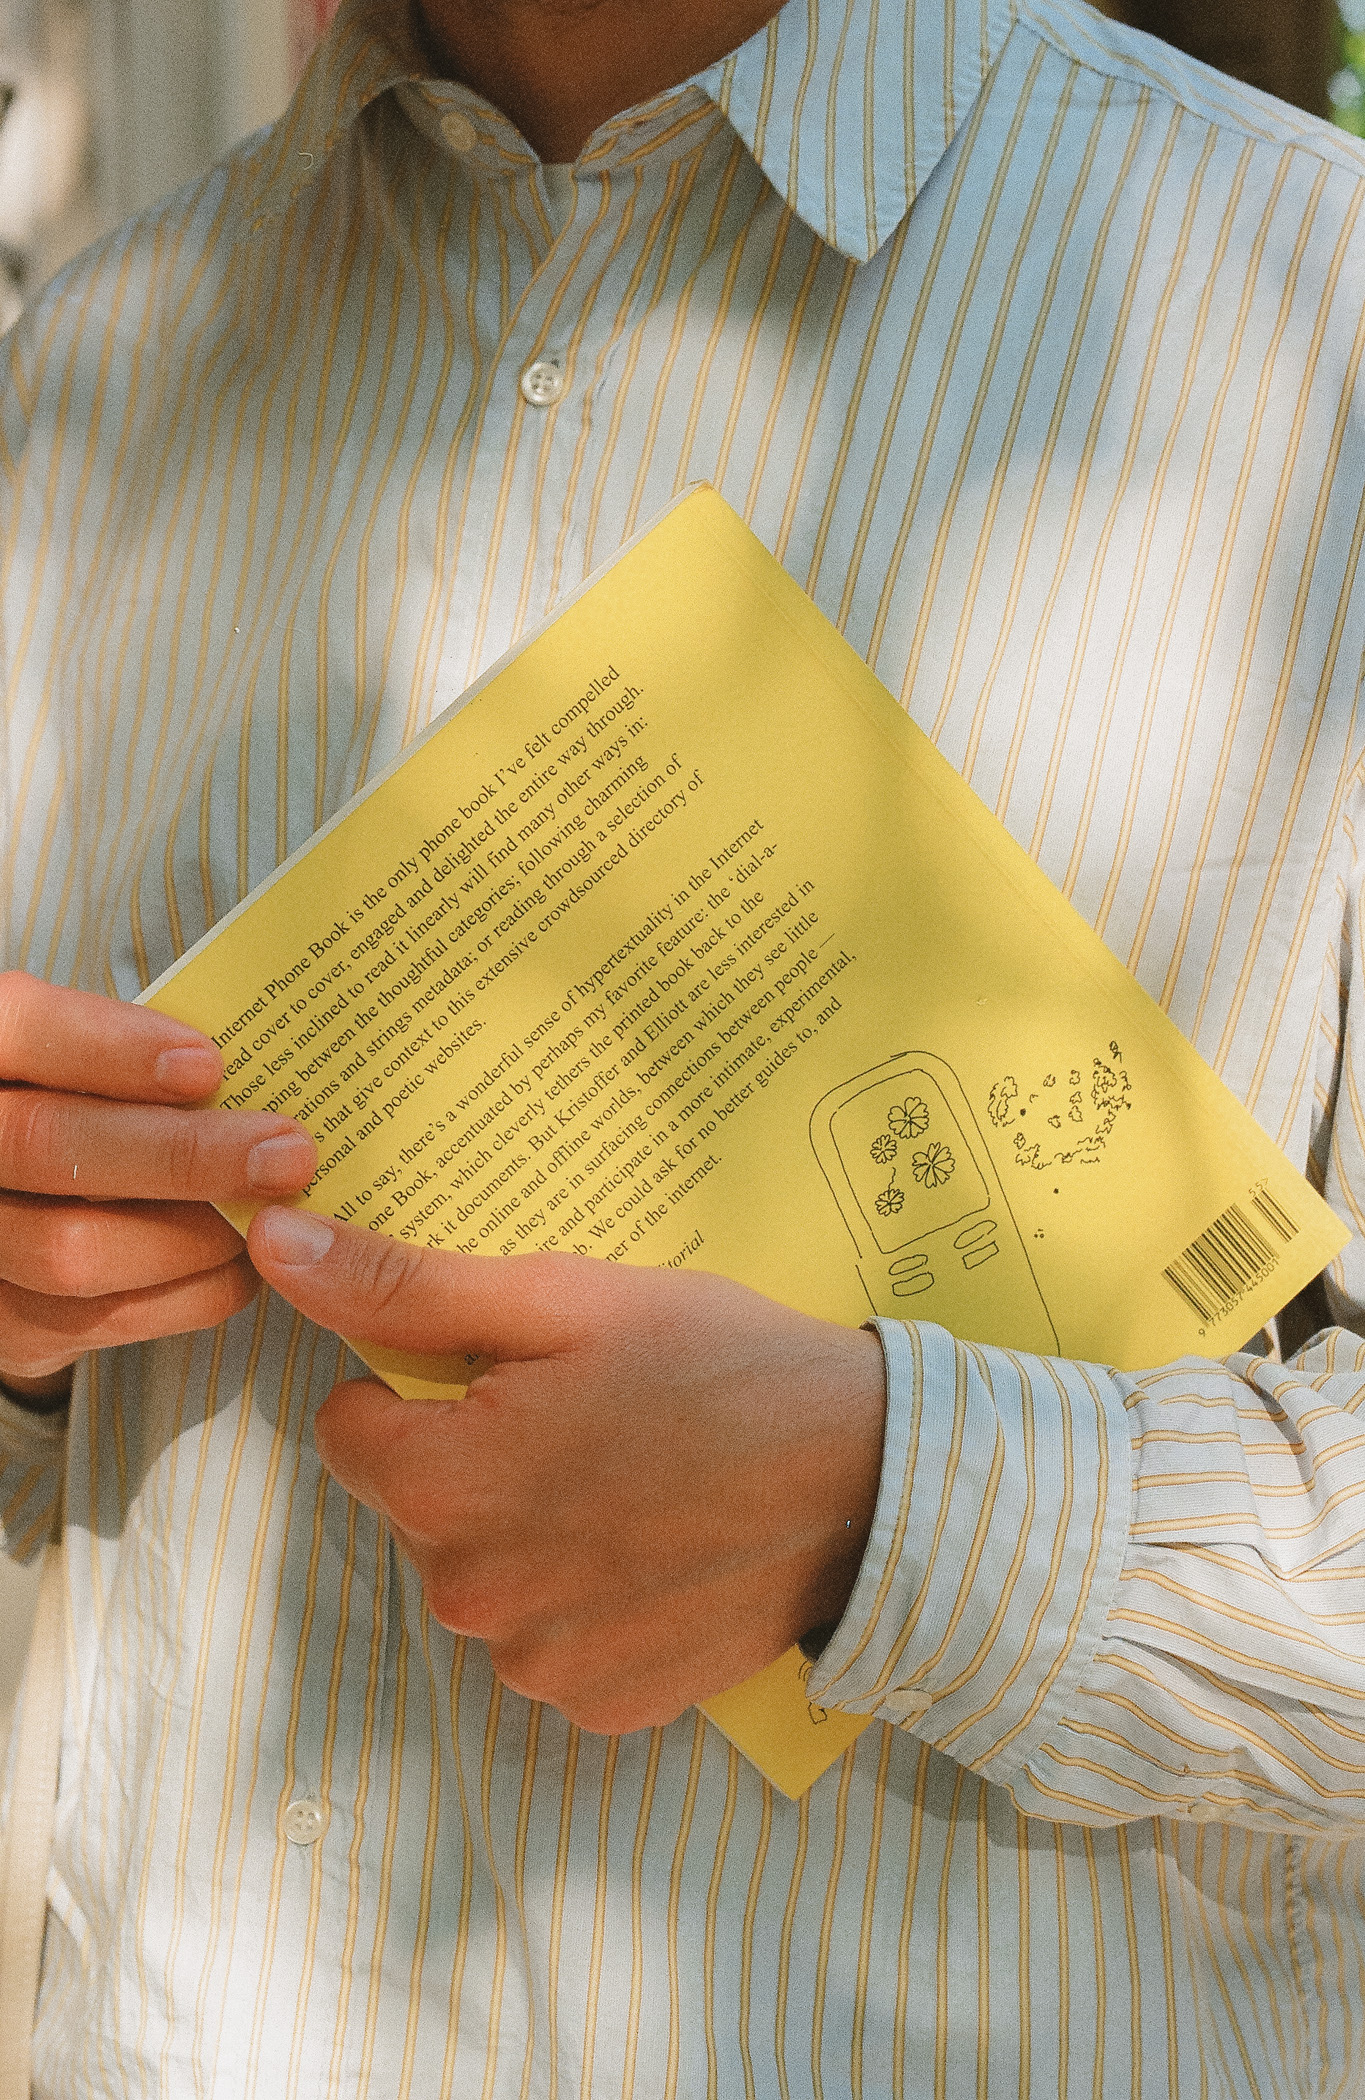 Internet Phone Book is the only phone book I've felt compelled
read cover to cover, engaged and delighted the entire way through.
Those less inclined to read it linearly will find many other ways in:
between the thoughtful categories; following charming
and strings metadata; or reading through a selection of
that give context to this extensive crowdsourced directory of
personal and poetic websites.
All to say, there's a wonderful sense of hypertextuality in the Internet
one Book, accentuated by perhaps my favorite feature: the 'dial-a-
system, which cleverly tethers the printed book back to the
it documents. But Kristoffer and Elliott are less interested in
online and offline worlds, between which they see little
as they are in surfacing connections between people —
and participate in a more intimate, experimental,
We could ask for no better guides to, and
of the internet.
55>
9 773057 445001